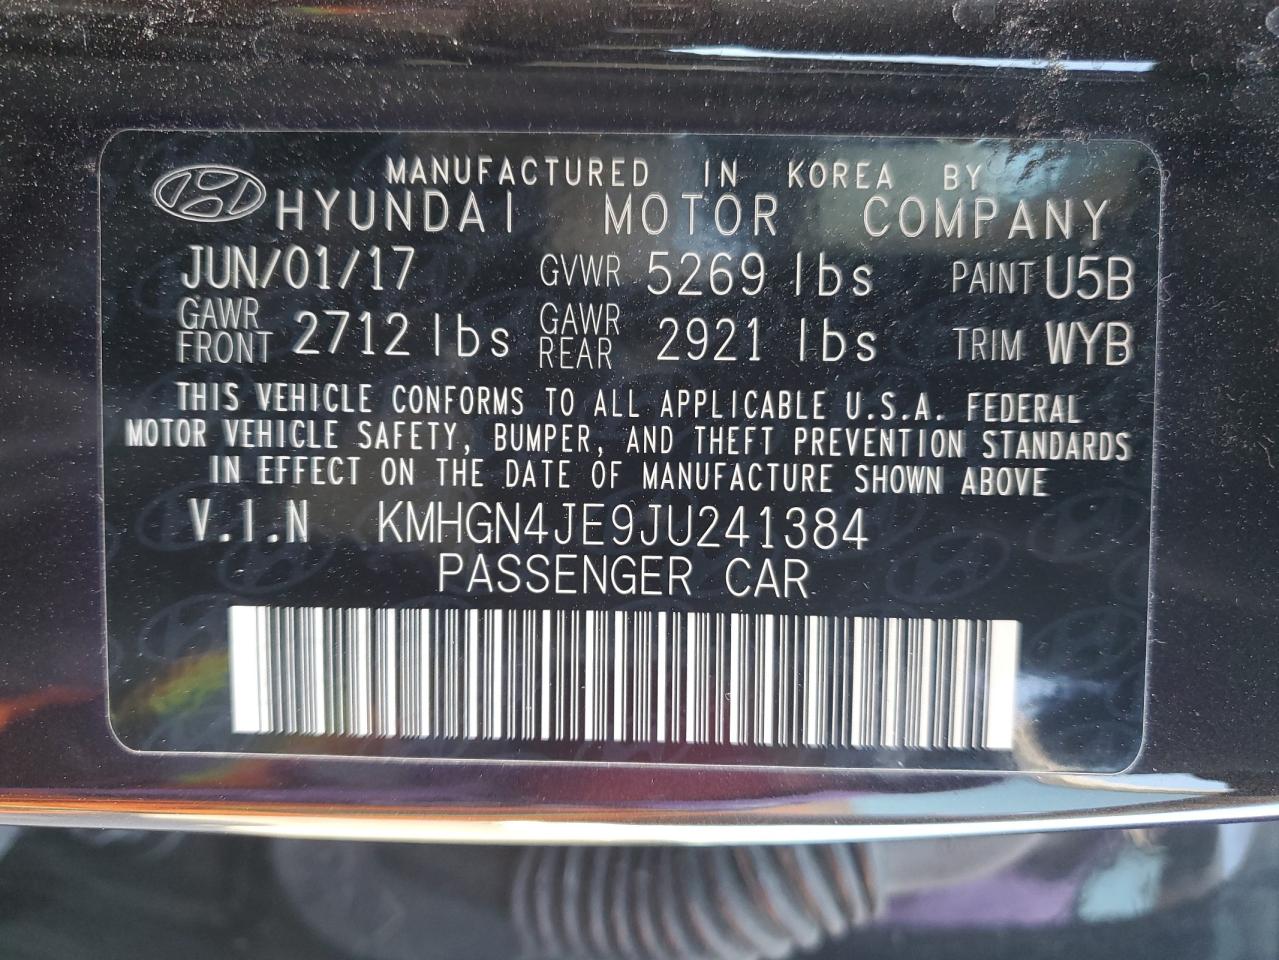 MANUFACTURED IN KOREA BY
HYUNDAI MOTOR COMPANY
JUN/01/17 GVWR 5269 lbs PAINT U5B
GAWR FRONT 2712 lbs GAWR REAR 2921 lbs TRIM WYB
THIS VEHICLE CONFORMS TO ALL APPLICABLE U.S.A. FEDERAL
MOTOR VEHICLE SAFETY, BUMPER, AND THEFT PREVENTION STANDARDS
IN EFFECT ON THE DATE OF MANUFACTURE SHOWN ABOVE
V.I.N KMHGN4JE9JU241384
PASSENGER CAR